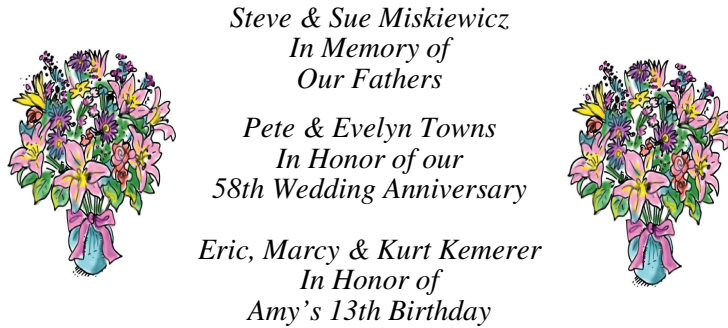 Steve & Sue Miskiewicz
In Memory of
Our Fathers
Pete & Evelyn Towns
In Honor of our
58th Wedding Anniversary
Eric, Marcy & Kurt Kemerer
In Honor of
Amy’s 13th Birthday